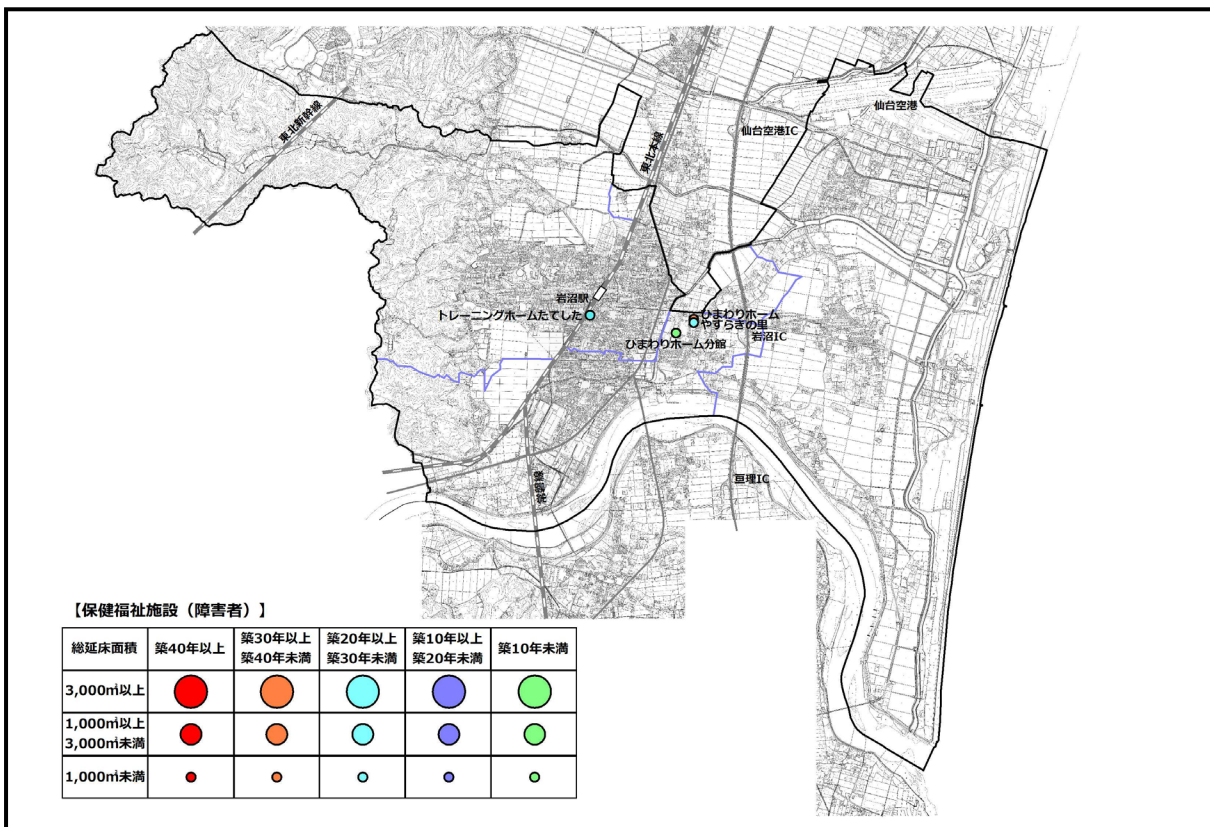 仙台空港
東北新幹線
仙台空港IC
東北本線
岩沼駅
トレーニングホームたてした
ひまわりホーム
やすらぎの里
岩沼IC
ひまわりホーム分館
常磐線
亘理IC
【保健福祉施設（障害者）】
総延床面積
築40年以上
築30年以上
築40年未満
築20年以上
築30年未満
築10年以上
築20年未満
築10年未満
3,000㎡以上
1,000㎡以上
3,000㎡未満
1,000㎡未満